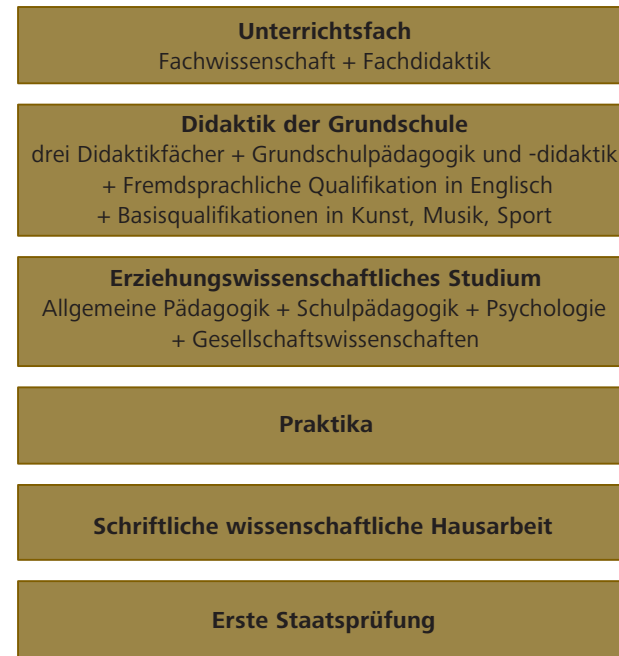 Unterrichtsfach
Fachwissenschaft + Fachdidaktik
Didaktik der Grundschule
drei Didaktikfächer + Grundschulpädagogik und -didaktik
+ Fremdsprachliche Qualifikation in Englisch
+ Basisqualifikationen in Kunst, Musik, Sport
Erziehungswissenschaftliches Studium
Allgemeine Pädagogik + Schulpädagogik + Psychologie
+ Gesellschaftswissenschaften
Praktika
Schriftliche wissenschaftliche Hausarbeit
Erste Staatsprüfung